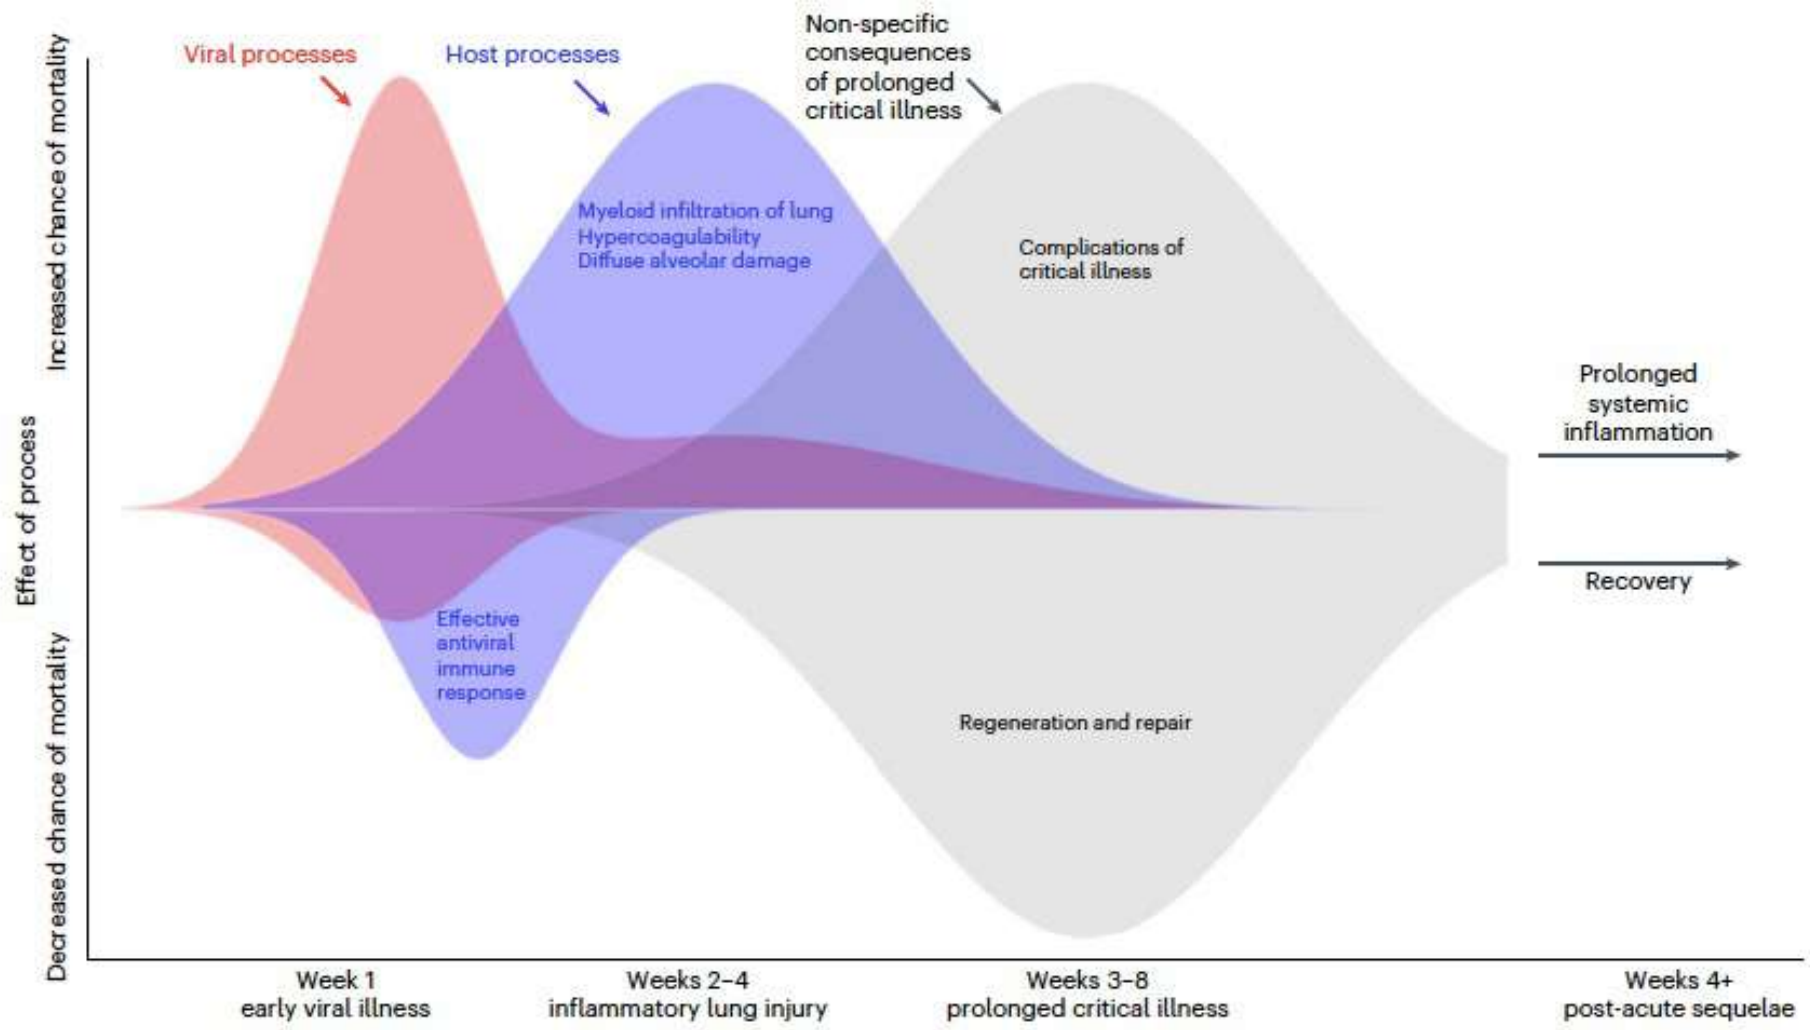 Viral processes
Host processes
Non-specific
consequences
of prolonged
critical illness
Increased chance of mortality
Effect of process
Decreased chance of mortality
Myeloid infiltration of lung
Hypercoagulability
Diffuse alveolar damage
Complications of
critical illness
Prolonged
systemic
inflammation
Recovery
Effective
antiviral
immune
response
Regeneration and repair
Week 1
early viral illness
Weeks 2–4
inflammatory lung injury
Weeks 3–8
prolonged critical illness
Weeks 4+
post-acute sequelae